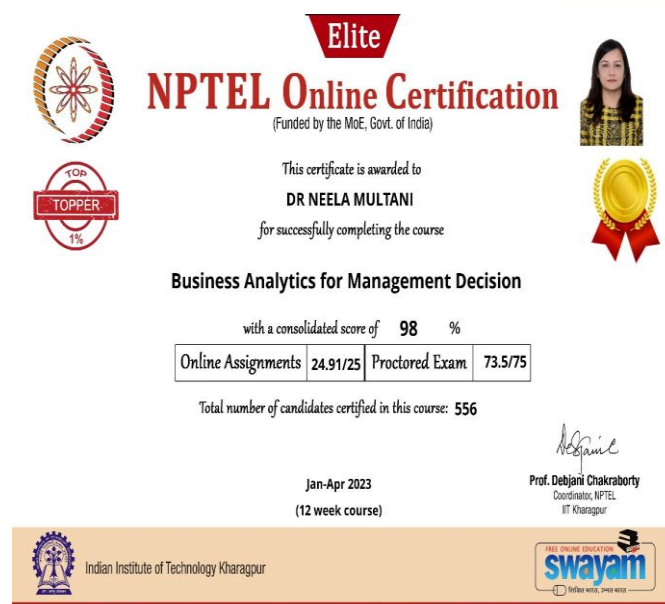 Elite
NPTEL Online Certification
(Funded by the MoE, Govt. of India)
TOP
TOPPER
1%
This certificate is awarded to
DR NEELA MULTANI
for successfully completing the course
Business Analytics for Management Decision
with a consolidated score of 98 %
Online Assignments 24.91/25 Proctored Exam 73.5/75
Total number of candidates certified in this course: 556
Jan-Apr 2023
(12 week course)
Prof. Debjani Chakraborty
Coordinator, NPTEL
IIT Kharagpur
Indian Institute of Technology Kharagpur
FREE ONLINE EDUCATION
swayam
शिक्षित भारत, उन्नत भारत